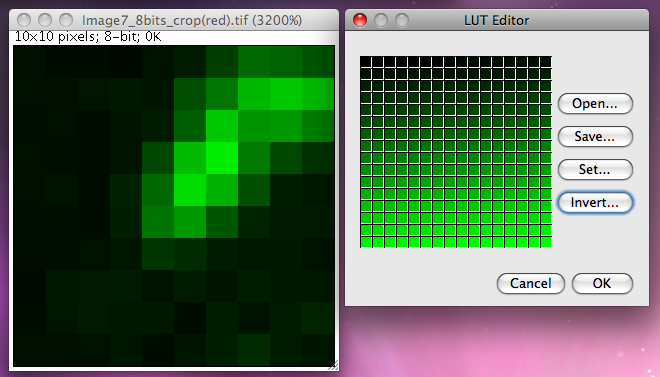 Image7_8bits_crop(red).tif (3200%)
10x10 pixels; 8-bit; 0K
LUT Editor
Open...
Save...
Set...
Invert...
Cancel
OK